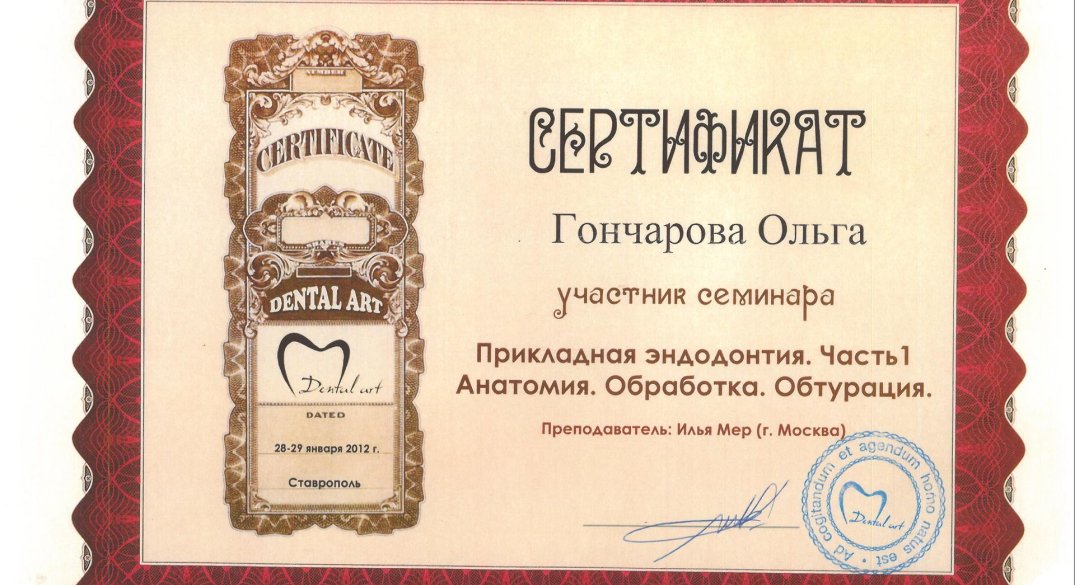 NUMBER
CERTIFICATE
DENTAL ART
Dental art
DATED
28-29 января 2012 г.
Ставрополь
СЕРТИФИКАТ
Гончарова Ольга
участник семинара
Прикладная эндодонтия. Часть1
Анатомия. Обработка. Обтурация.
Преподаватель: Илья Мер (г. Москва)
Ad cogitandum et agendum homo natus est
Dental art